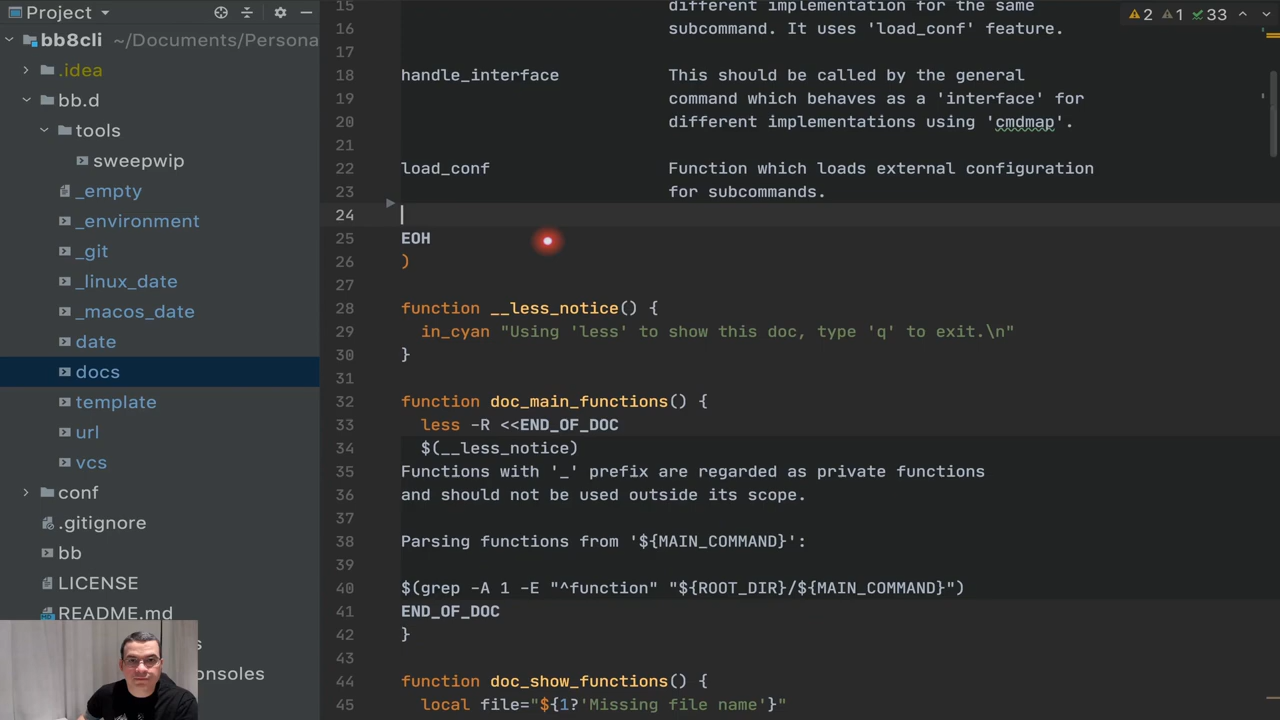 Project
2 1 33
bb8cli ~/Documents/Persona
.idea
bb.d
tools
sweepwip
_empty
_environment
_git
_linux_date
_macos_date
date
docs
template
url
vcs
conf
.gitignore
bb
LICENSE
README.md
onsoles
15 different implementation for the same
16 subcommand. It uses 'load_conf' feature.
17
18 handle_interface This should be called by the general
19 command which behaves as a 'interface' for
20 different implementations using 'cmdmap'.
21
22 load_conf Function which loads external configuration
23 for subcommands.
24
25 EOH
26 )
27
28 function __less_notice() {
29 in_cyan "Using 'less' to show this doc, type 'q' to exit.\n"
30 }
31
32 function doc_main_functions() {
33 less -R <<END_OF_DOC
34 $(__less_notice)
35 Functions with '_' prefix are regarded as private functions
36 and should not be used outside its scope.
37
38 Parsing functions from '${MAIN_COMMAND}':
39
40 $(grep -A 1 -E "^function" "${ROOT_DIR}/${MAIN_COMMAND}")
41 END_OF_DOC
42 }
43
44 function doc_show_functions() {
45 local file="${1?'Missing file name'}"